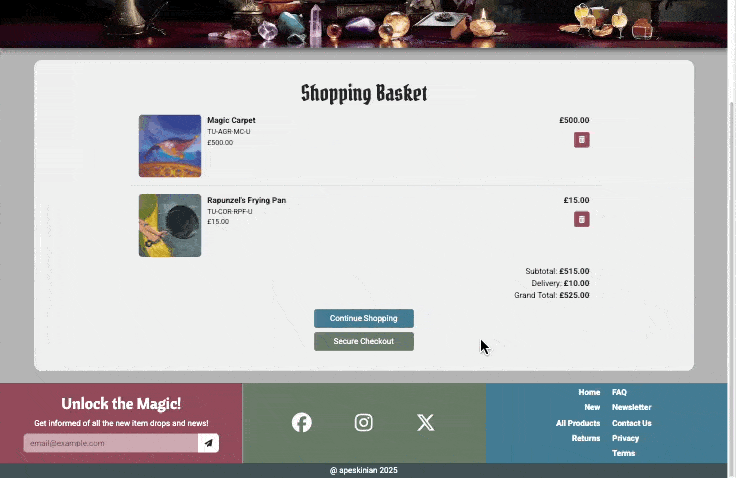 Shopping Basket
Magic Carpet
£500.00
TU-AGR-MC-U
£500.00
Rapunzel's Frying Pan
£15.00
TU-COR-RPF-U
£15.00
Subtotal: £515.00
Delivery: £10.00
Grand Total: £525.00
Continue Shopping
Secure Checkout
Unlock the Magic!
Get informed of all the new item drops and news!
email@example.com
Home
New
All Products
Returns
FAQ
Newsletter
Contact Us
Privacy
Terms
@ apeskinian 2025